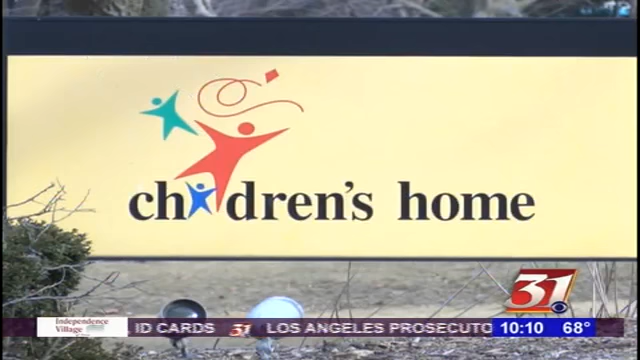 children's home
31
Independence
Village
ID CARDS 31 LOS ANGELES PROSECUTO
10:10 68°